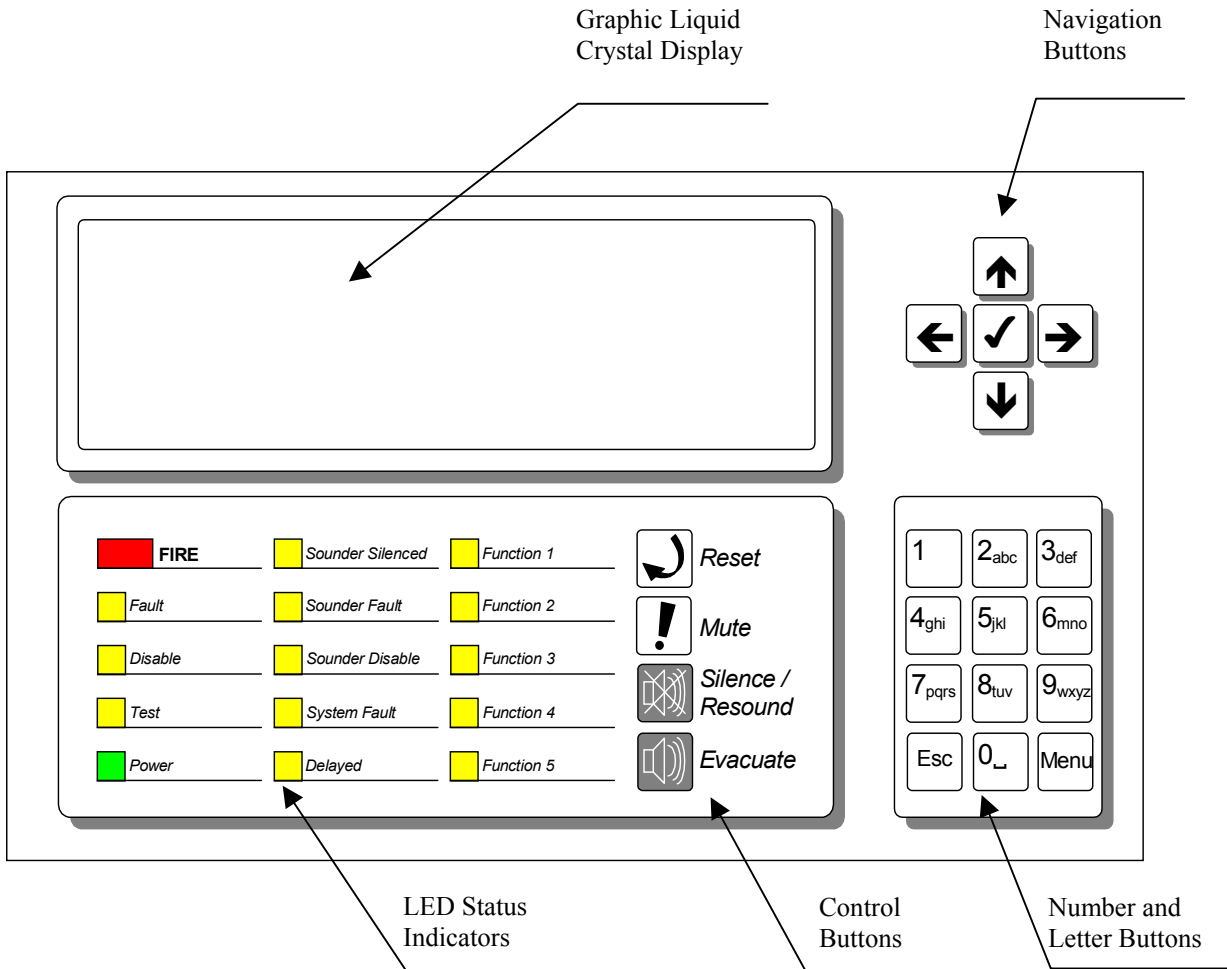 Graphic Liquid
Crystal Display
Navigation
Buttons
FIRE
Fault
Disable
Test
Power
Sounder Silenced
Sounder Fault
Sounder Disable
System Fault
Delayed
Function 1
Function 2
Function 3
Function 4
Function 5
Reset
Mute
Silence /
Resound
Evacuate
1 2abc 3def
4ghi 5jkl 6mno
7pqrs 8tuv 9wxyz
Esc 0⎵ Menu
LED Status
Indicators
Control
Buttons
Number and
Letter Buttons